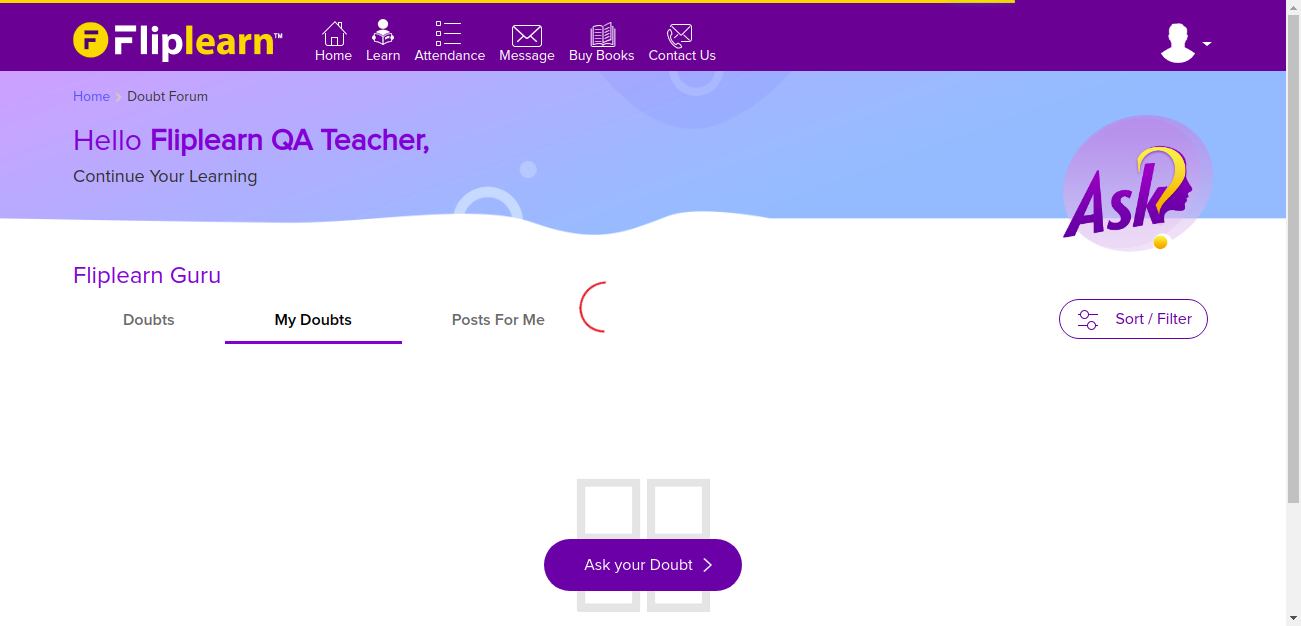 Fliplearn™
Home Learn Attendance Message Buy Books Contact Us
Home Doubt Forum
Hello Fliplearn QA Teacher,
Continue Your Learning
Ask?
Fliplearn Guru
Doubts My Doubts Posts For Me Sort / Filter
Ask your Doubt